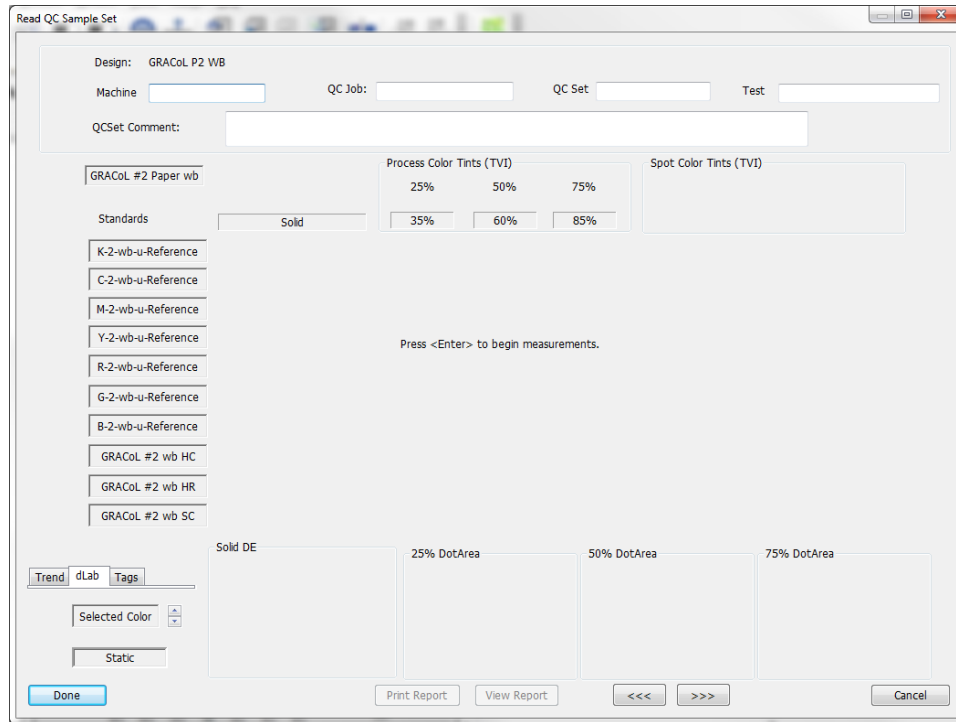 Read QC Sample Set
Design: GRACoL P2 WB
Machine QC Job: QC Set Test
QCSet Comment:
GRACoL #2 Paper wb
Process Color Tints (TVI)
Spot Color Tints (TVI)
25% 50% 75%
Standards
Solid
35% 60% 85%
K-2-wb-u-Reference
C-2-wb-u-Reference
M-2-wb-u-Reference
Y-2-wb-u-Reference
Press <Enter> to begin measurements.
R-2-wb-u-Reference
G-2-wb-u-Reference
B-2-wb-u-Reference
GRACoL #2 wb HC
GRACoL #2 wb HR
GRACoL #2 wb SC
Solid DE
25% DotArea
50% DotArea
75% DotArea
Trend dLab Tags
Selected Color
Static
Done Print Report View Report <<< >>> Cancel